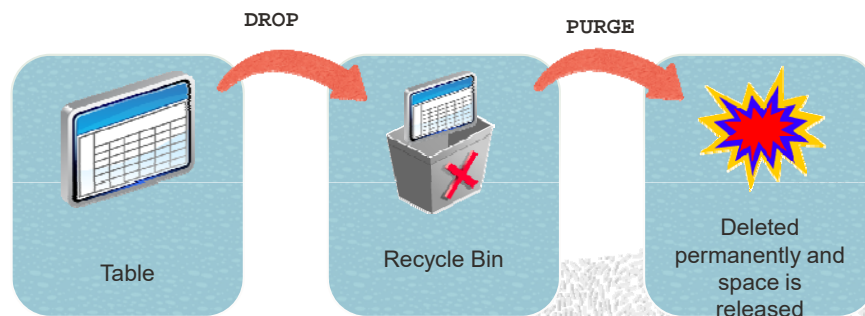 DROP
PURGE
Table
Recycle Bin
Deleted
permanently and
space is
released